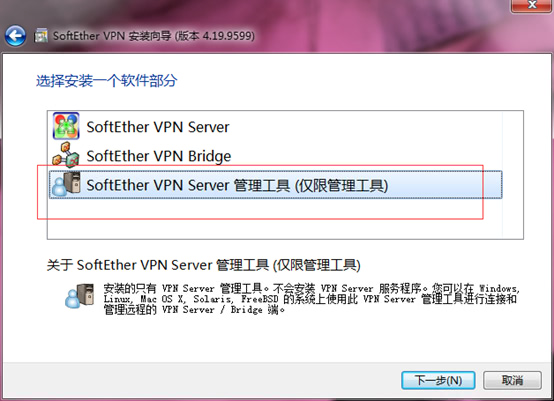 SoftEther VPN 安装向导 (版本 4.19.9599)
选择安装一个软件部分
SoftEther VPN Server
SoftEther VPN Bridge
SoftEther VPN Server 管理工具 (仅限管理工具)
关于 SoftEther VPN Server 管理工具 (仅限管理工具)
安装的只有 VPN Server 管理工具。不会安装 VPN Server 服务程序。您可以在 Windows,
Linux, Mac OS X, Solaris, FreeBSD 的系统上使用此 VPN Server 管理工具进行连接和
管理远程的 VPN Server / Bridge 端。
下一步(N)
取消